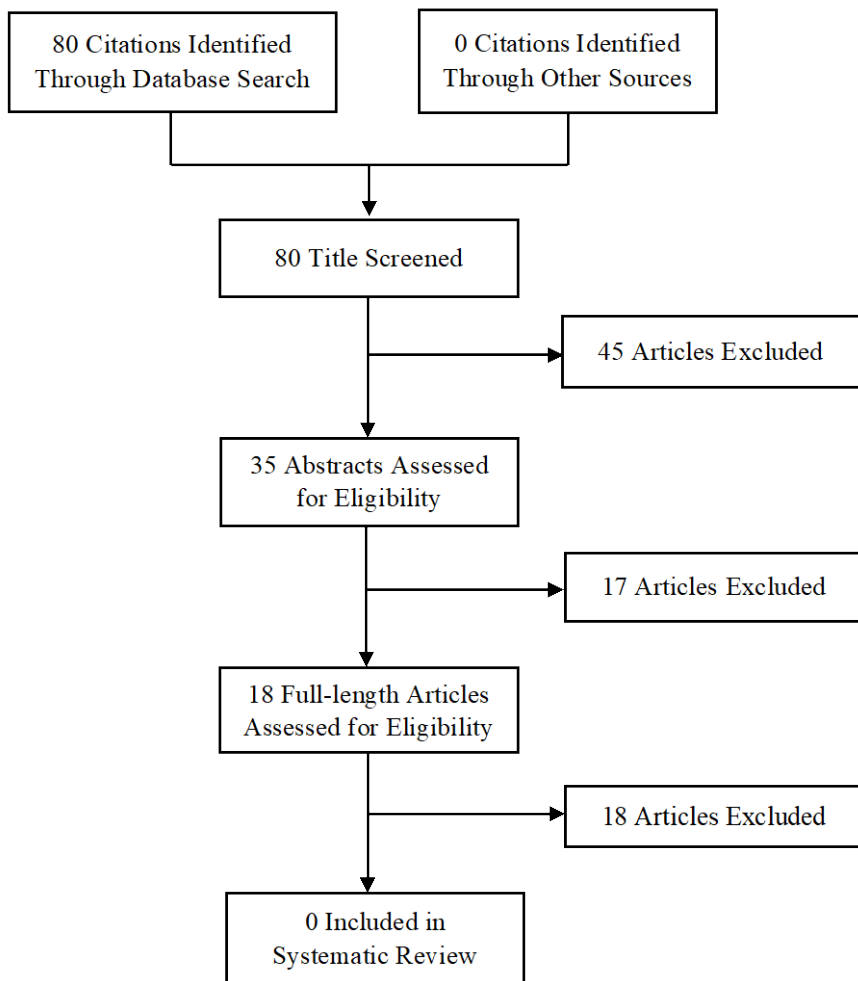 80 Citations Identified
Through Database Search
0 Citations Identified
Through Other Sources
80 Title Screened
45 Articles Excluded
35 Abstracts Assessed
for Eligibility
17 Articles Excluded
18 Full-length Articles
Assessed for Eligibility
18 Articles Excluded
0 Included in
Systematic Review